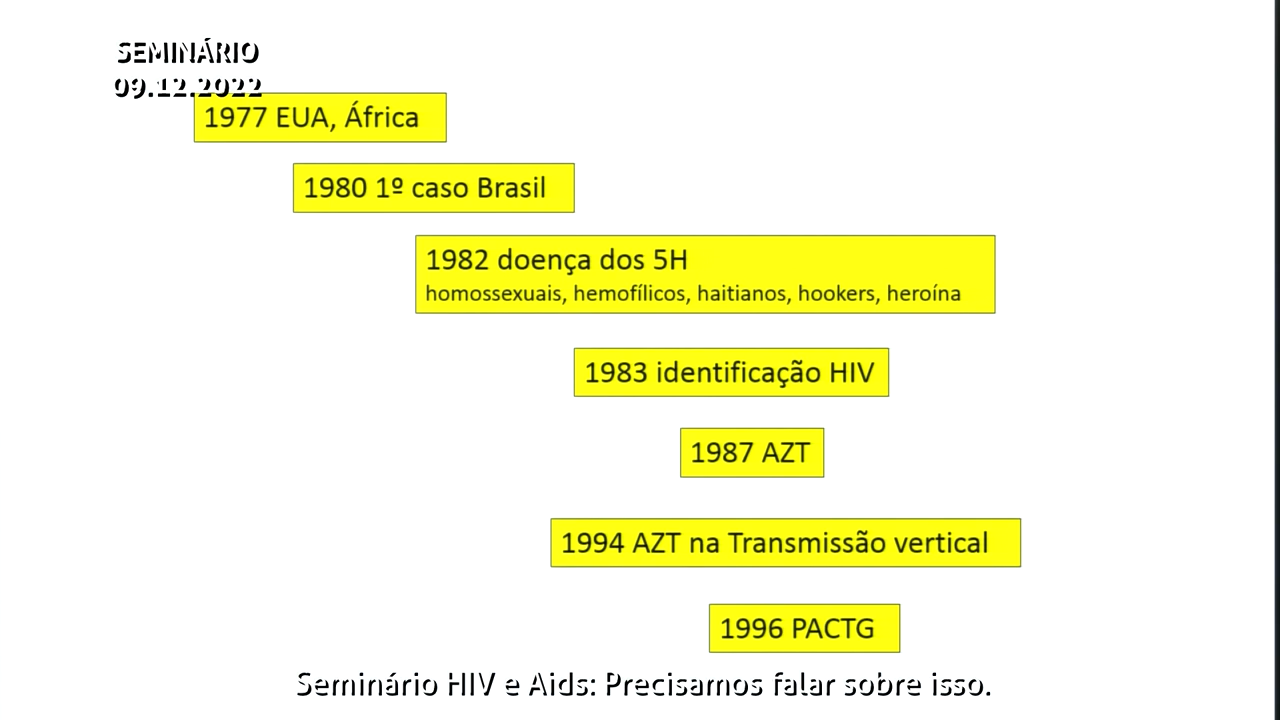 SEMINÁRIO
09.12.2022
1977 EUA, África
1980 1º caso Brasil
1982 doença dos 5H
homossexuais, hemofílicos, haitianos, hookers, heroína
1983 identificação HIV
1987 AZT
1994 AZT na Transmissão vertical
1996 PACTG
Seminário HIV e Aids: Precisamos falar sobre isso.